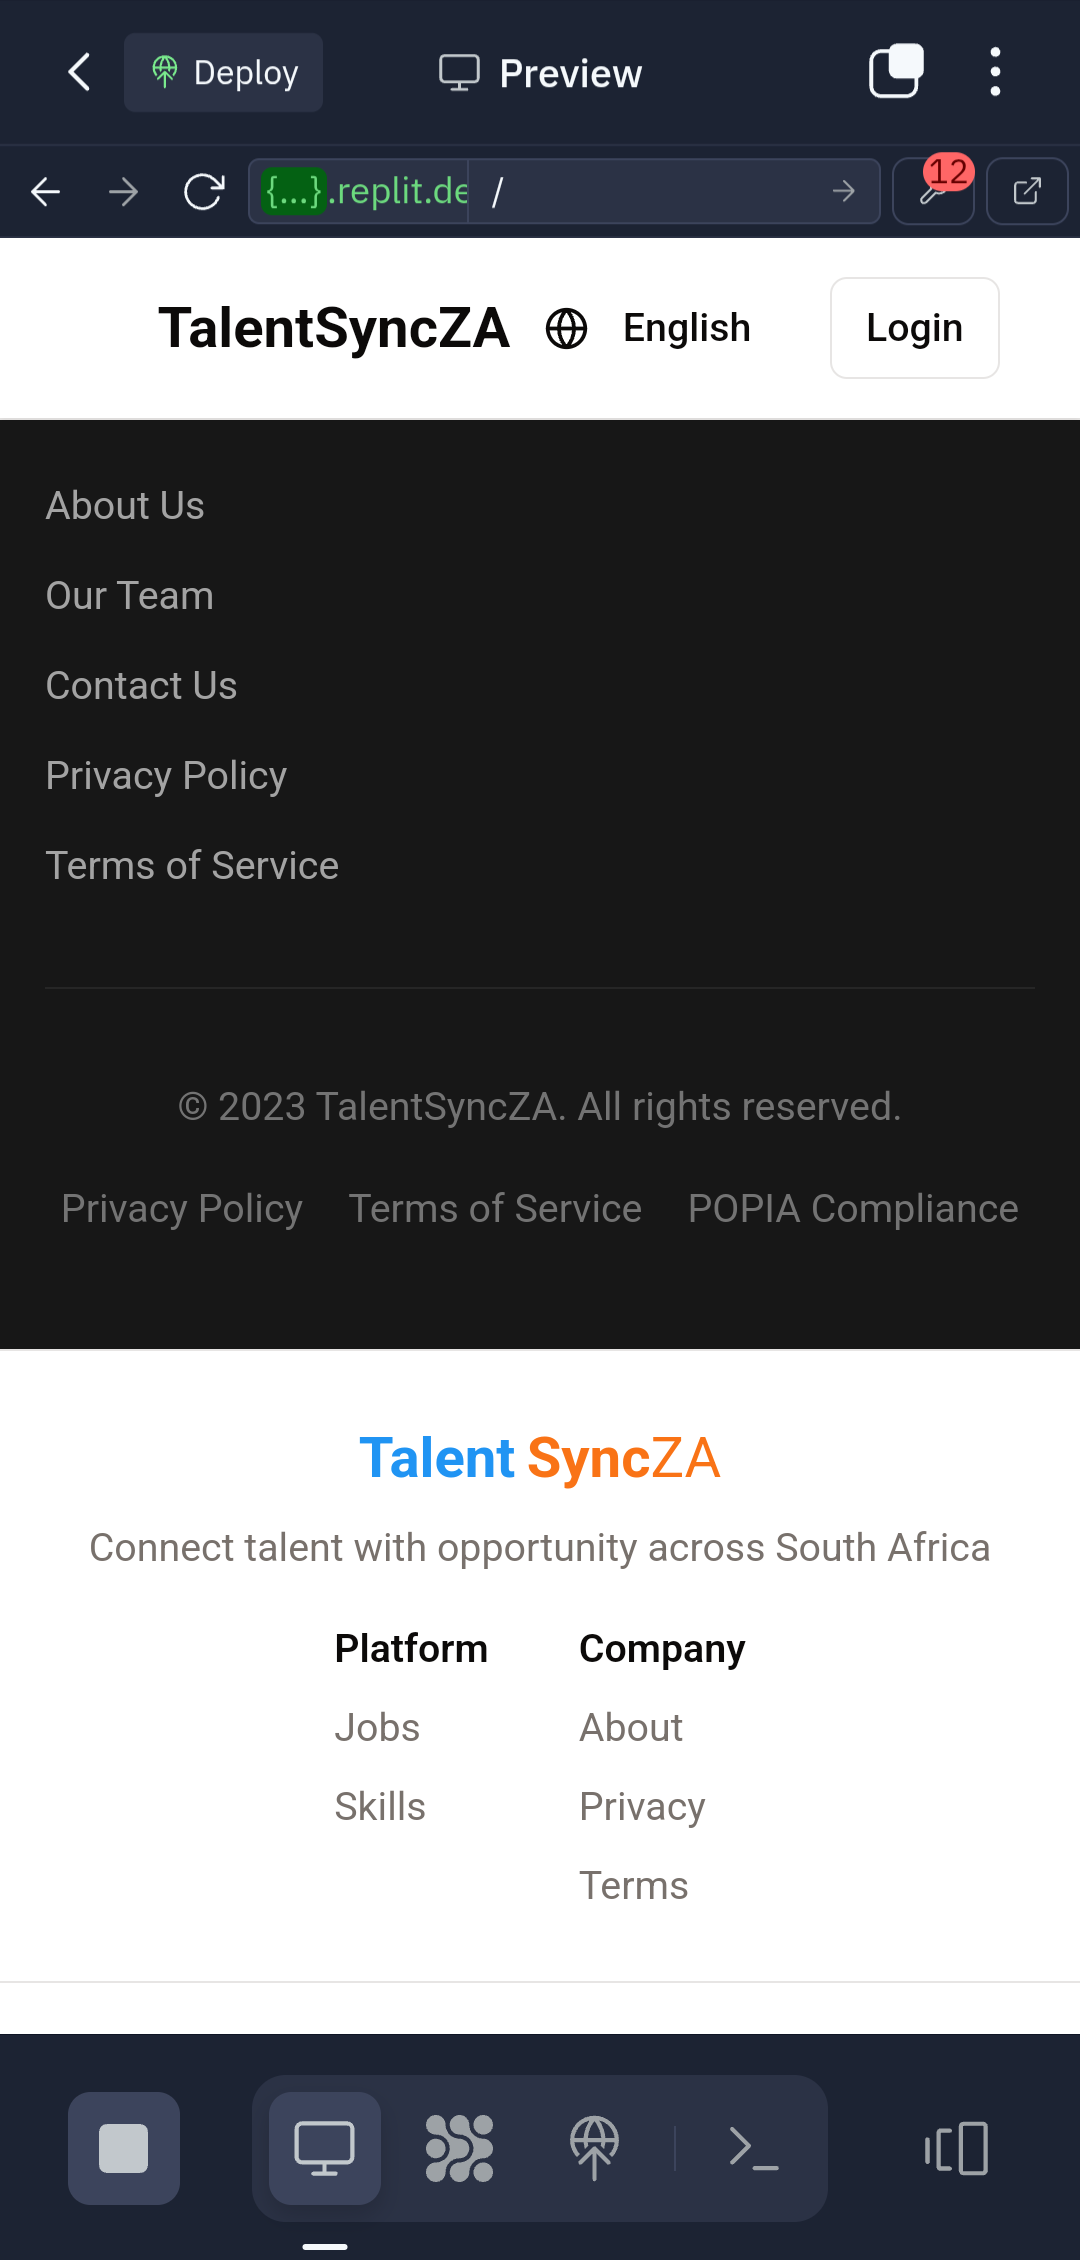 Deploy
Preview
{...}.replit.de
/
12
TalentSyncZA
English
Login
About Us
Our Team
Contact Us
Privacy Policy
Terms of Service
© 2023 TalentSyncZA. All rights reserved.
Privacy Policy Terms of Service POPIA Compliance
Talent SyncZA
Connect talent with opportunity across South Africa
Platform Company
Jobs About
Skills Privacy
Terms